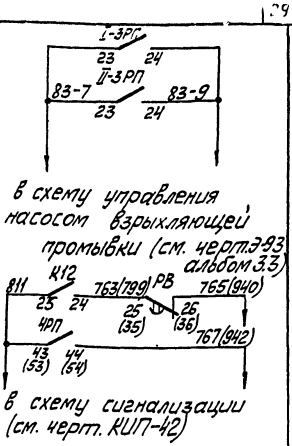 I-3РП
23 24
II-3РП
83-7 83-9
23 24
в схему управления
насосом взрыхляющей
промывки (см. черт.Э-93,
альбом 3.3)
811 К12 763(799) РВ 765(940)
23 24 25 26
(35) (36)
4РП 767(942)
43 44
(53) (54)
в схему сигнализации
(см. черт. КИП-42)